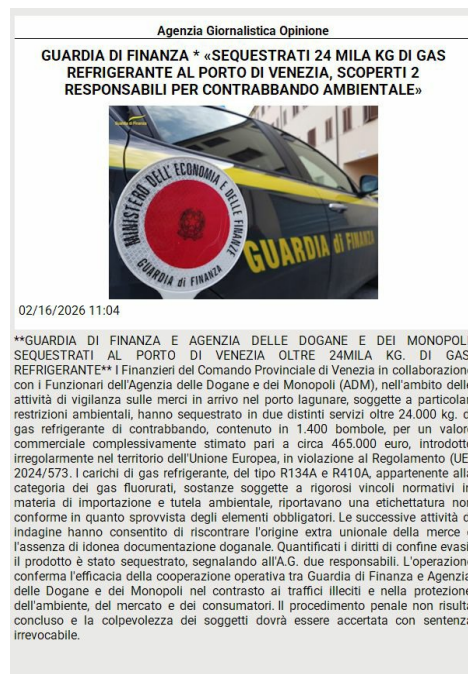 Agenzia Giornalistica Opinione
GUARDIA DI FINANZA * «SEQUESTRATI 24 MILA KG DI GAS
REFRIGERANTE AL PORTO DI VENEZIA, SCOPERTI 2
RESPONSABILI PER CONTRABBANDO AMBIENTALE»
MINISTERO DELL'ECONOMIA E DELLE FINANZE
GUARDIA di FINANZA
GUARDIA di FINANZA
02/16/2026 11:04
**GUARDIA DI FINANZA E AGENZIA DELLE DOGANE E DEI MONOPOLI
SEQUESTRATI AL PORTO DI VENEZIA OLTRE 24MILA KG. DI GAS
REFRIGERANTE** I Finanzieri del Comando Provinciale di Venezia in collaborazione
con i Funzionari dell'Agenzia delle Dogane e dei Monopoli (ADM), nell'ambito delle
attività di vigilanza sulle merci in arrivo nel porto lagunare, soggette a particolar
restrizioni ambientali, hanno sequestrato in due distinti servizi oltre 24.000 kg. d
gas refrigerante di contrabbando, contenuto in 1.400 bombole, per un valore
commerciale complessivamente stimato pari a circa 465.000 euro, introdotte
irregolarmente nel territorio dell'Unione Europea, in violazione al Regolamento (UE
2024/573. I carichi di gas refrigerante, del tipo R134A e R410A, appartenente alla
categoria dei gas fluorurati, sostanze soggette a rigorosi vincoli normativi i
materia di importazione e tutela ambientale, riportavano una etichettatura non
conforme in quanto sprovvista degli elementi obbligatori. Le successive attività d
indagine hanno consentito di riscontrare l'origine extra unionale della merce e
l'assenza di idonea documentazione doganale. Quantificati i diritti di confine evasi
il prodotto è stato sequestrato, segnalando all'A.G. due responsabili. L'operazione
conferma l'efficacia della cooperazione operativa tra Guardia di Finanza e Agenzia
delle Dogane e dei Monopoli nel contrasto ai traffici illeciti e nella protezione
dell'ambiente, del mercato e dei consumatori. Il procedimento penale non risulta
concluso e la colpevolezza dei soggetti dovrà essere accertata con sentenza
irrevocabile.